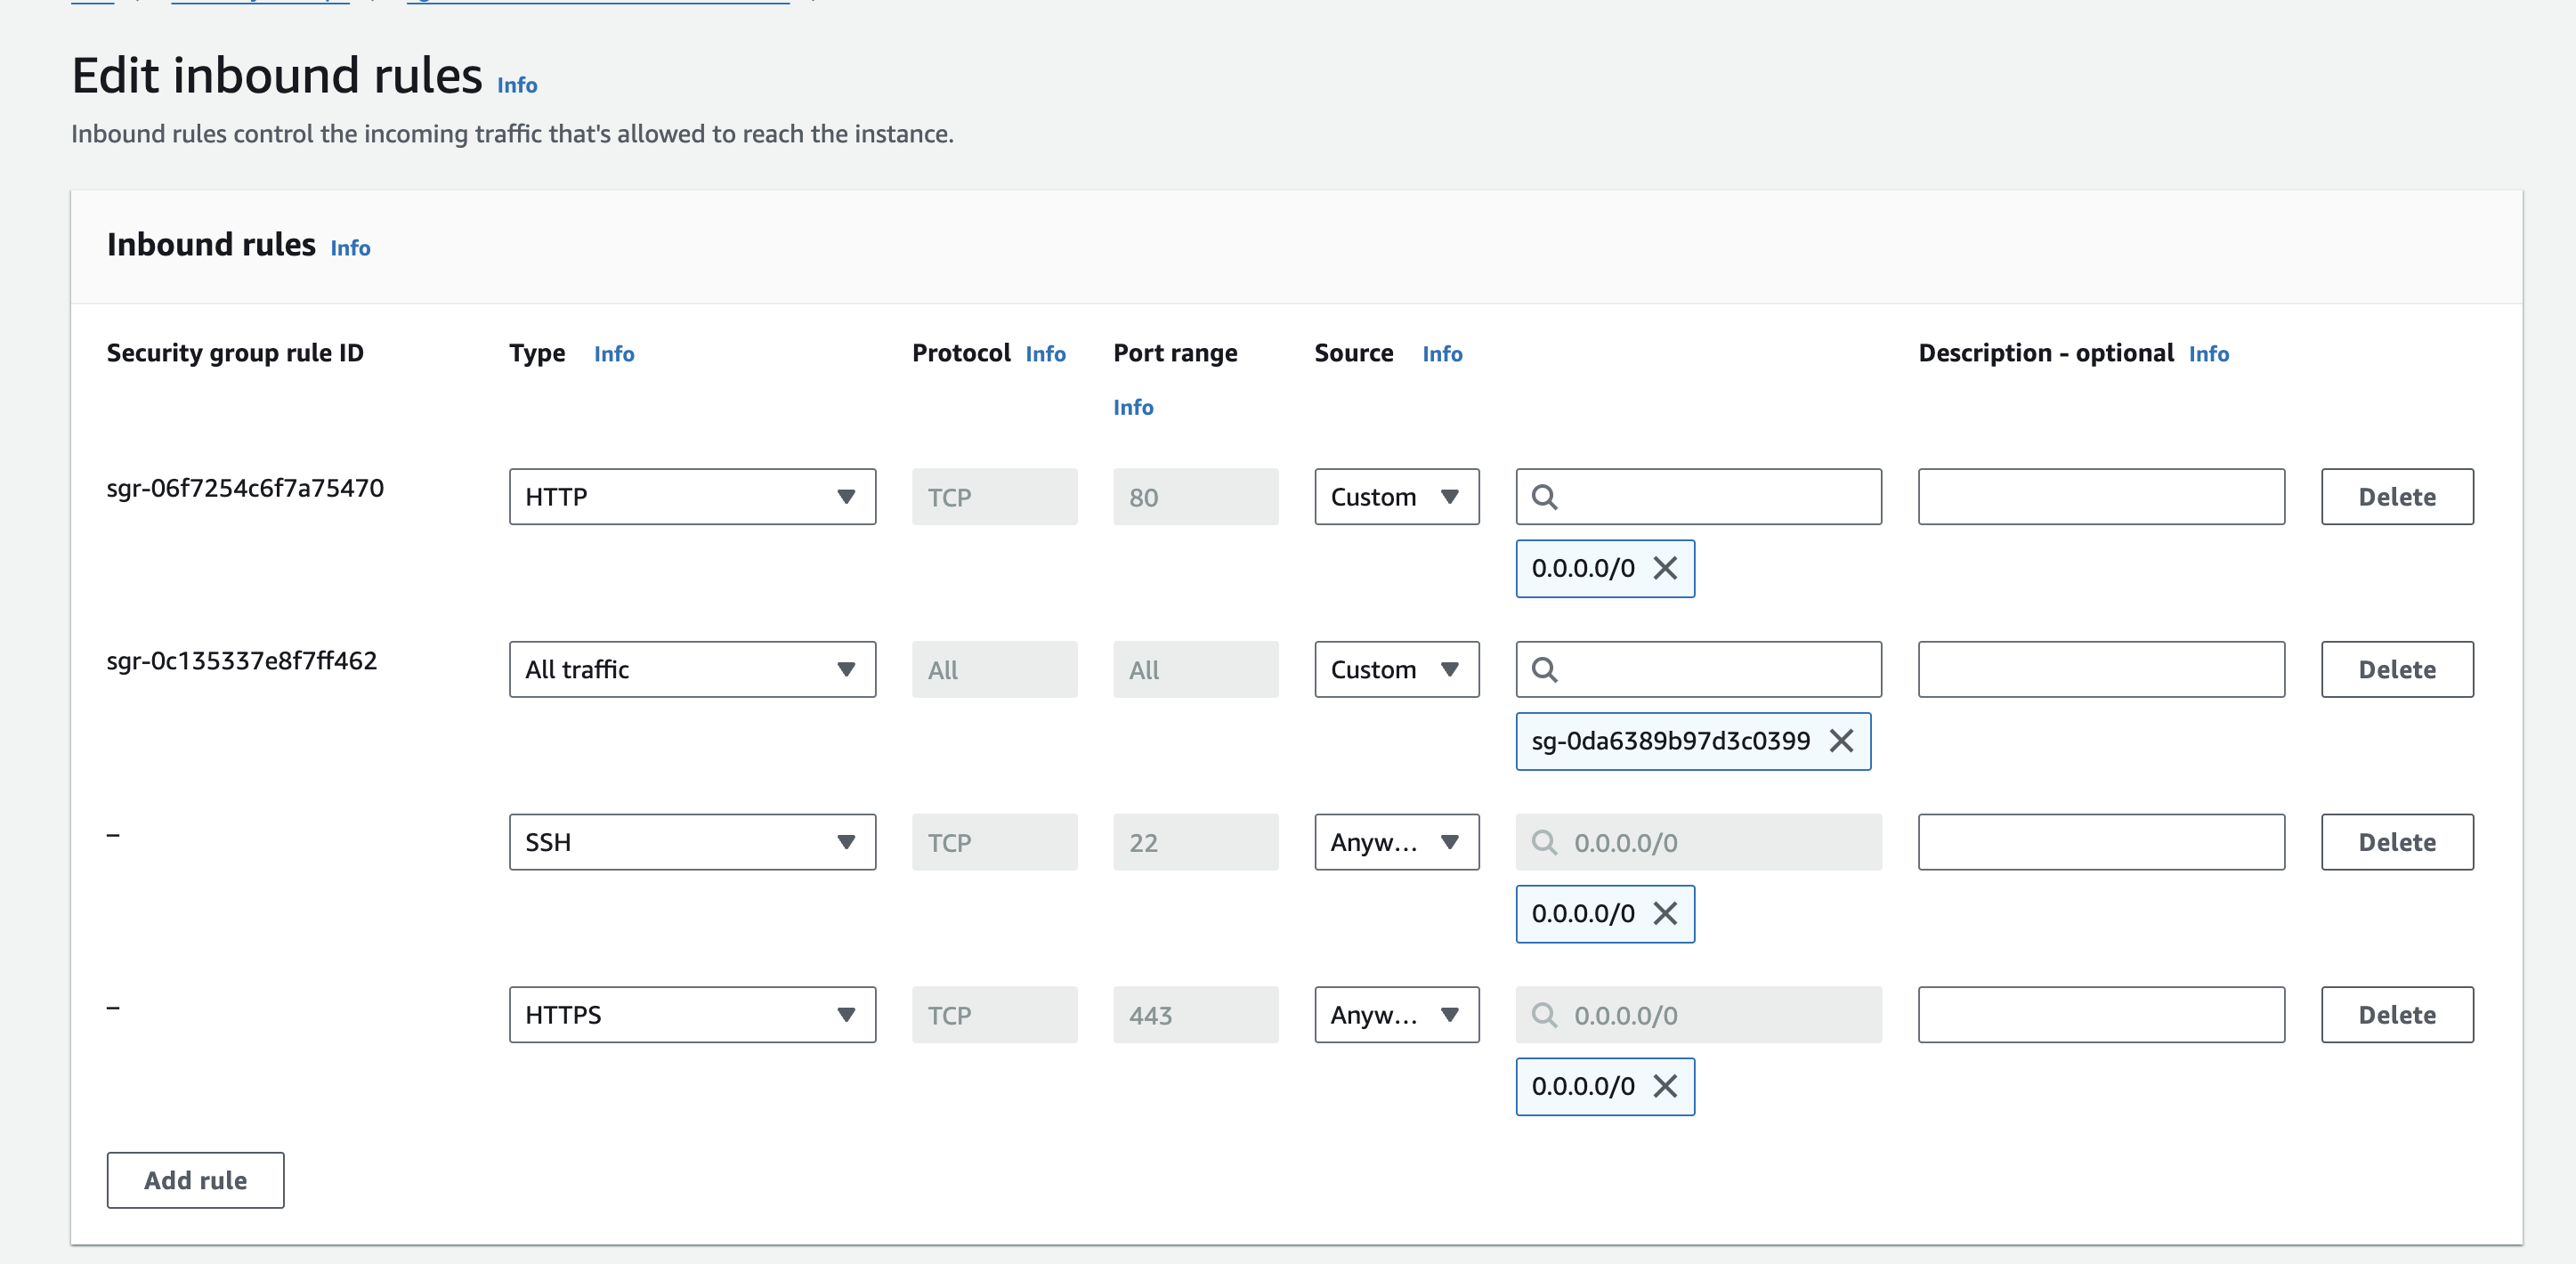 Edit inbound rules Info
Inbound rules control the incoming traffic that's allowed to reach the instance.
Inbound rules Info
Security group rule ID Type Info Protocol Info Port range Source Info Description - optional Info
Info
sgr-06f7254c6f7a75470 HTTP TCP 80 Custom Delete
0.0.0.0/0
sgr-0c135337e8f7ff462 All traffic All All Custom Delete
sg-0da6389b97d3c0399
– SSH TCP 22 Anyw... 0.0.0.0/0 Delete
0.0.0.0/0
– HTTPS TCP 443 Anyw... 0.0.0.0/0 Delete
0.0.0.0/0
Add rule